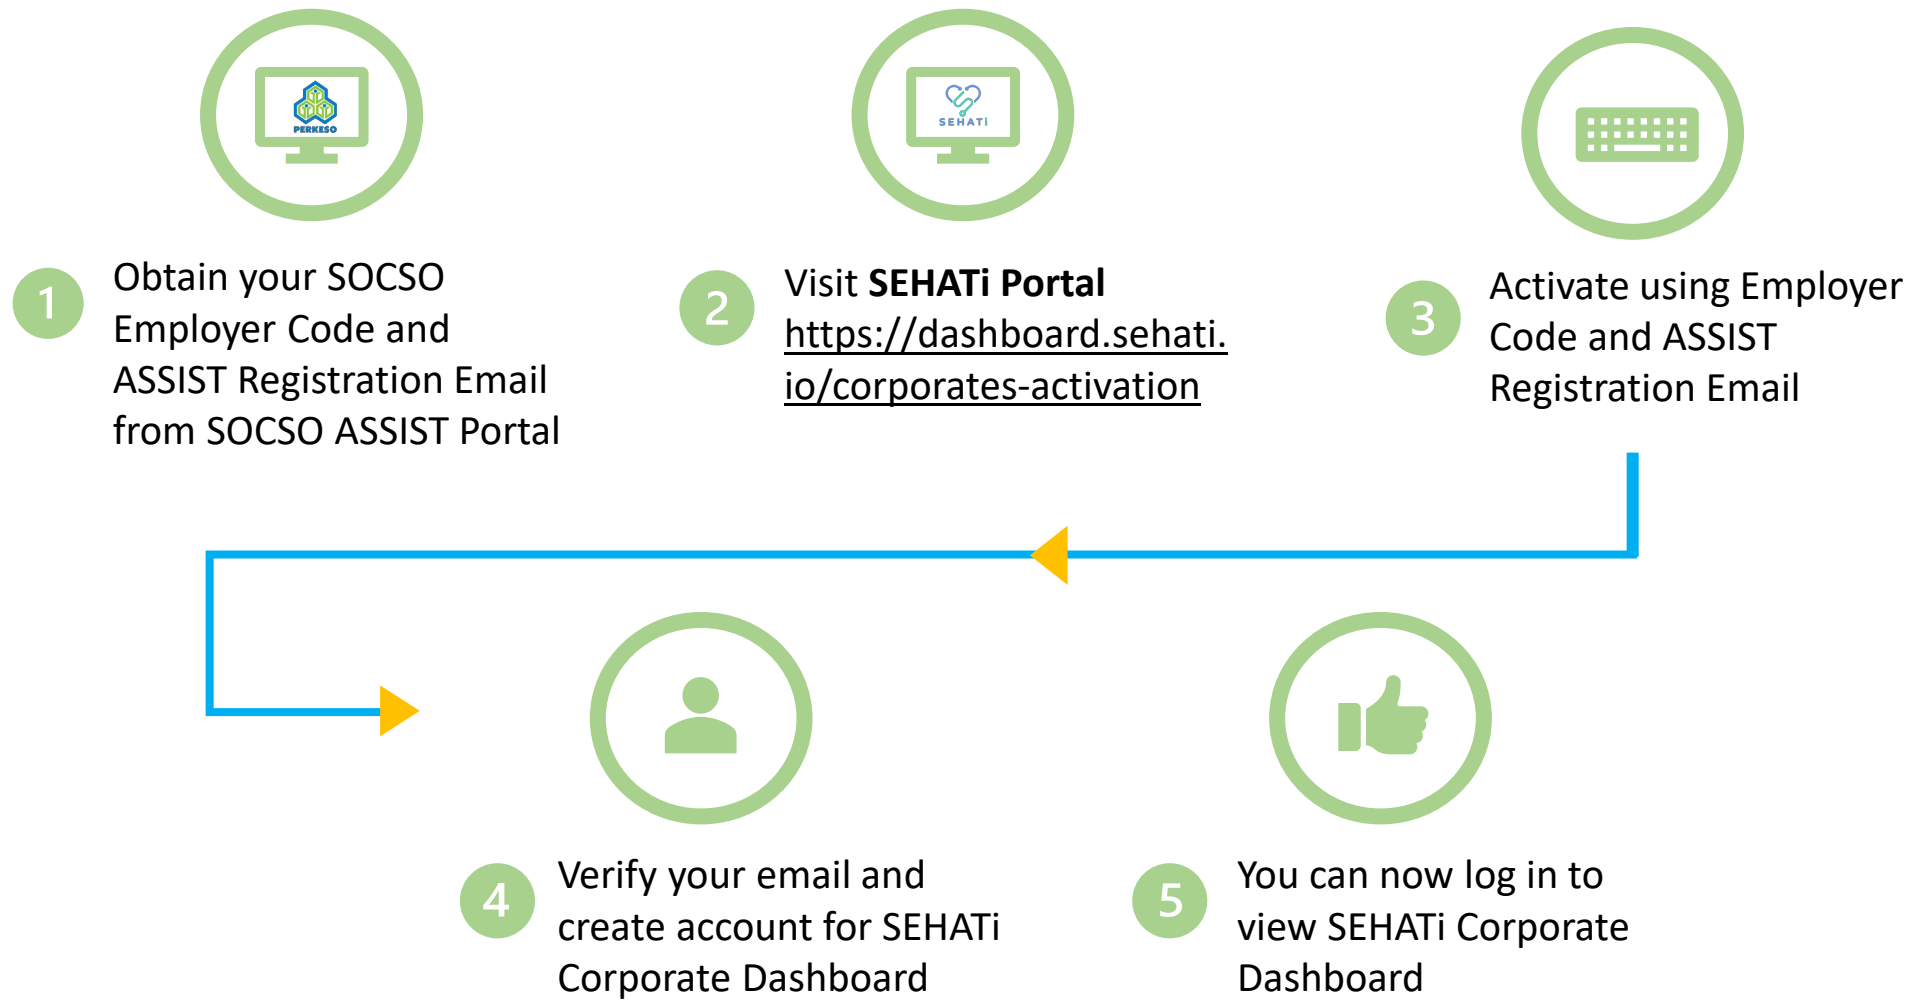 PERKESO
SEHATi
1
Obtain your SOCSO
Employer Code and
ASSIST Registration Email
from SOCSO ASSIST Portal
2
Visit SEHATi Portal
https://dashboard.sehati.
io/corporates-activation
3
Activate using Employer
Code and ASSIST
Registration Email
4
Verify your email and
create account for SEHATi
Corporate Dashboard
5
You can now log in to
view SEHATi Corporate
Dashboard